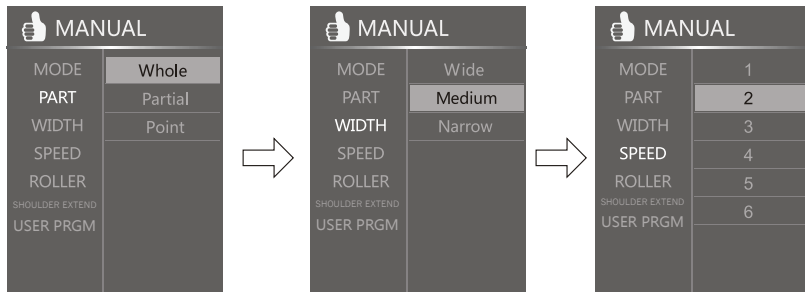 MANUAL
MODE
PART
WIDTH
SPEED
ROLLER
SHOULDER EXTEND
USER PRGM
Whole
Partial
Point
MANUAL
MODE
PART
WIDTH
SPEED
ROLLER
SHOULDER EXTEND
USER PRGM
Wide
Medium
Narrow
MANUAL
MODE
PART
WIDTH
SPEED
ROLLER
SHOULDER EXTEND
USER PRGM
1
2
3
4
5
6